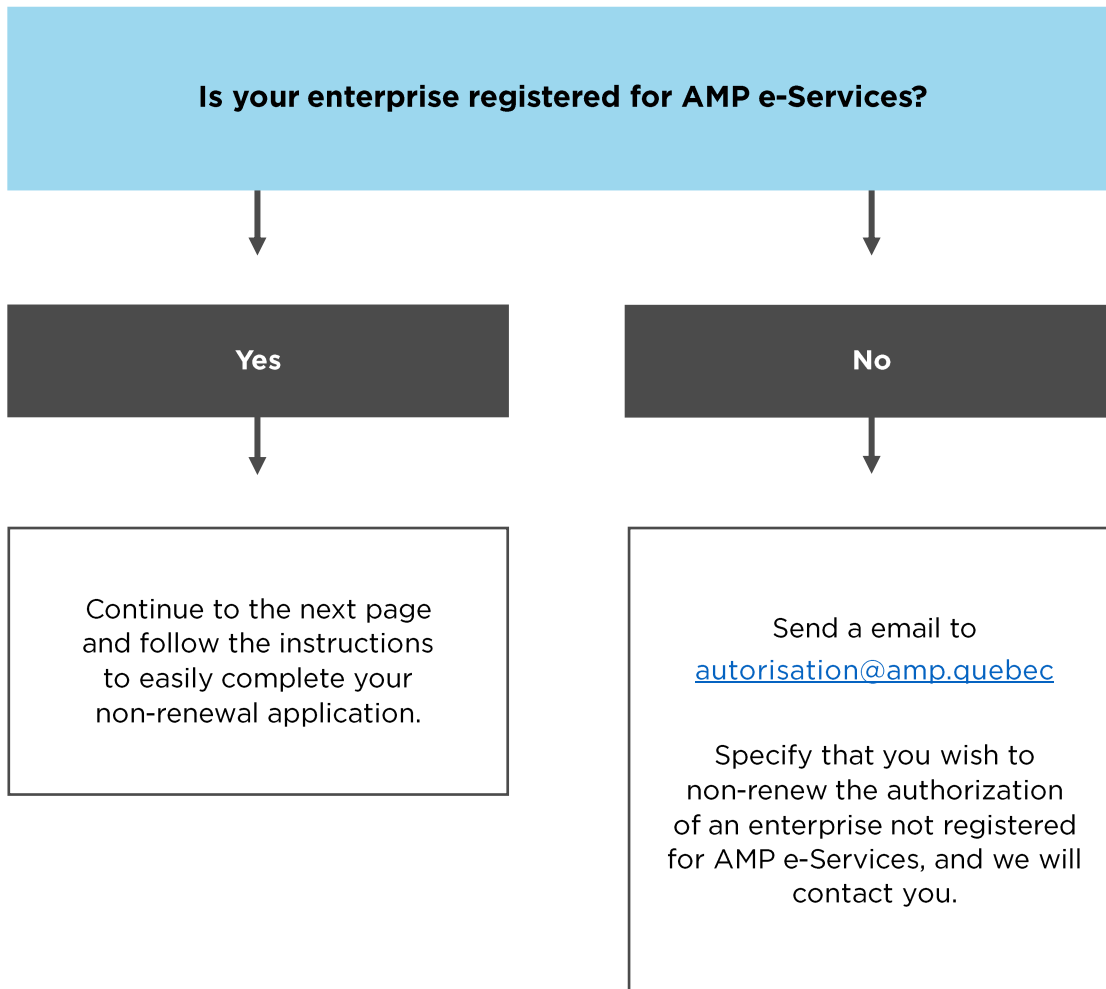 Is your enterprise registered for AMP e-Services?
Yes
No
Continue to the next page
and follow the instructions
to easily complete your
non-renewal application.
Send a email to
autorisation@amp.quebec
Specify that you wish to
non-renew the authorization
of an enterprise not registered
for AMP e-Services, and we will
contact you.